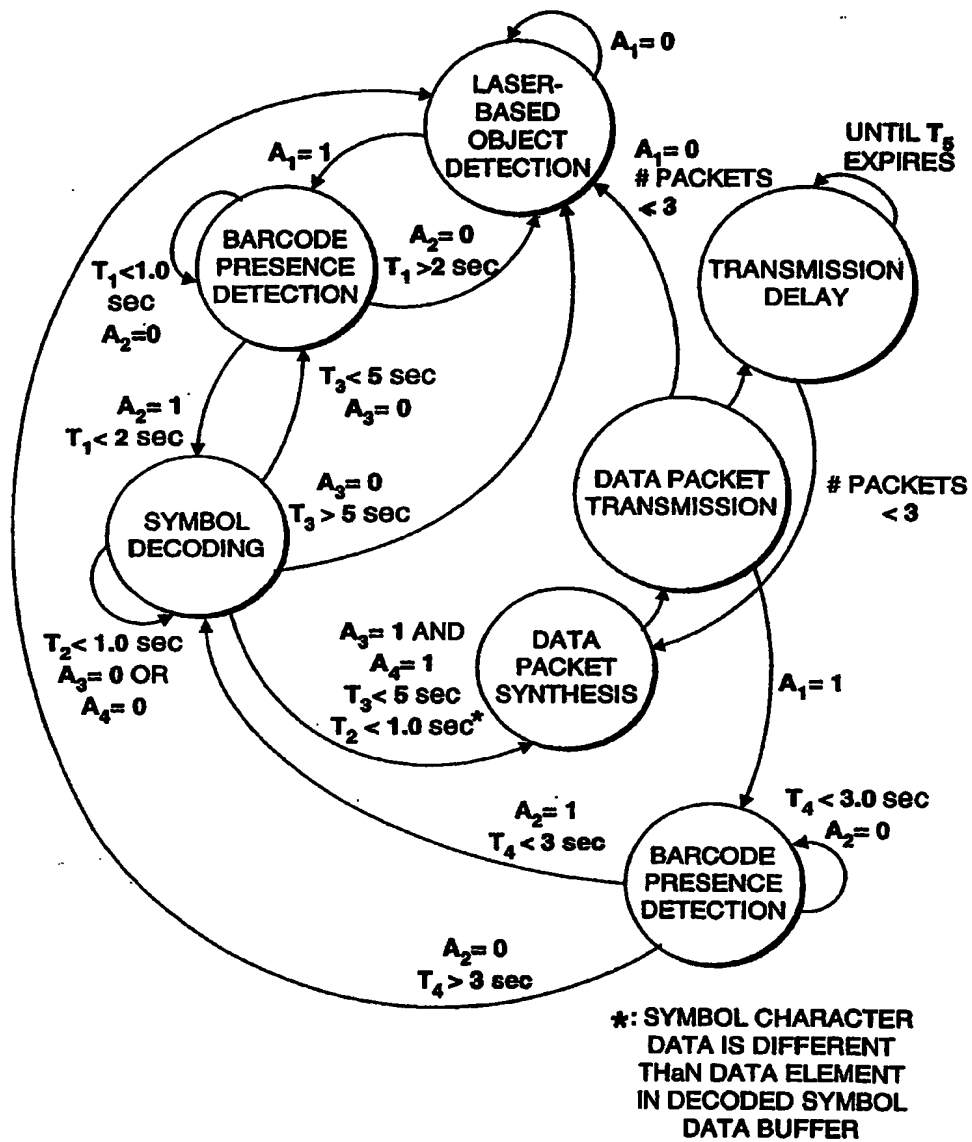 A₁= 0
LASER-
BASED
OBJECT
DETECTION
A₁= 1
A₁= 0
# PACKETS
< 3
UNTIL T₅
EXPIRES
BARCODE
PRESENCE
DETECTION
A₂= 0
T₁ >2 sec
TRANSMISSION
DELAY
T₁<1.0
sec
A₂=0
T₃< 5 sec
A₃= 0
A₂= 1
T₁< 2 sec
SYMBOL
DECODING
A₃= 0
T₃ > 5 sec
DATA PACKET
TRANSMISSION
# PACKETS
< 3
T₂< 1.0 sec
A₃= 0 OR
A₄= 0
A₃= 1 AND
A₄= 1
T₃< 5 sec
T₂ < 1.0 sec*
DATA
PACKET
SYNTHESIS
A₁= 1
A₂= 1
T₄< 3 sec
T₄< 3.0 sec
A₂= 0
BARCODE
PRESENCE
DETECTION
A₂= 0
T₄> 3 sec
*: SYMBOL CHARACTER
DATA IS DIFFERENT
THaN DATA ELEMENT
IN DECODED SYMBOL
DATA BUFFER